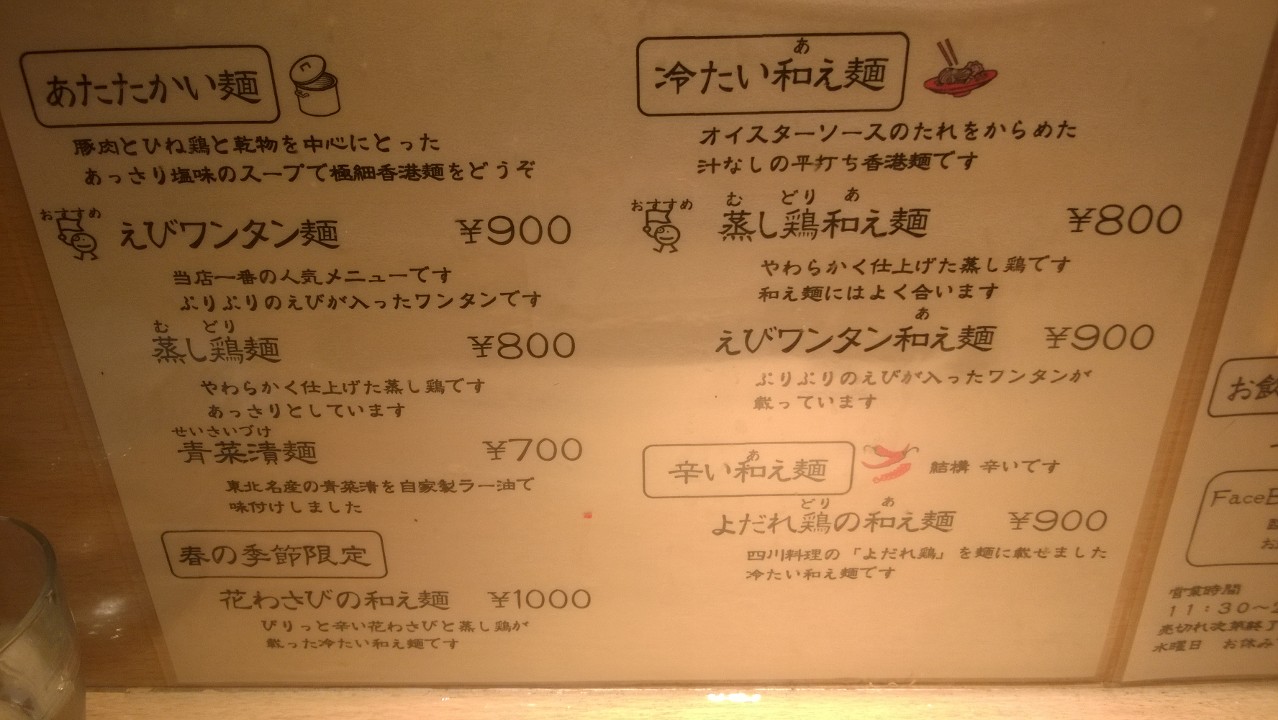 あたたかい麺
豚肉とひね鶏と乾物を中心にとった
あっさり塩味のスープで極細香港麺をどうぞ
おすすめ
えびワンタン麺 ¥900
当店一番の人気メニューです
ぷりぷりのえびが入ったワンタンです
む どり
蒸し鶏麺 ¥800
やわらかく仕上げた蒸し鶏です
あっさりとしています
せいさいづけ
青菜漬麺 ¥700
東北名産の青菜漬を自家製ラー油で
味付けしました
春の季節限定
花わさびの和え麺 ¥1000
ぴりっと辛い花わさびと蒸し鶏が
載った冷たい和え麺です
あ
冷たい和え麺
オイスターソースのたれをからめた
汁なしの平打ち香港麺です
おすすめ
む どり あ
蒸し鶏和え麺 ¥800
やわらかく仕上げた蒸し鶏です
和え麺にはよく合います
あ
えびワンタン和え麺 ¥900
ぷりぷりのえびが入ったワンタンが
載っています
あ
辛い和え麺 結構 辛いです
どり あ
よだれ鶏の和え麺 ¥900
四川料理の「よだれ鶏」を麺に載せました
冷たい和え麺です
お飲
Face
営業時間
11:30〜
売切れ次第終了
水曜日 お休み